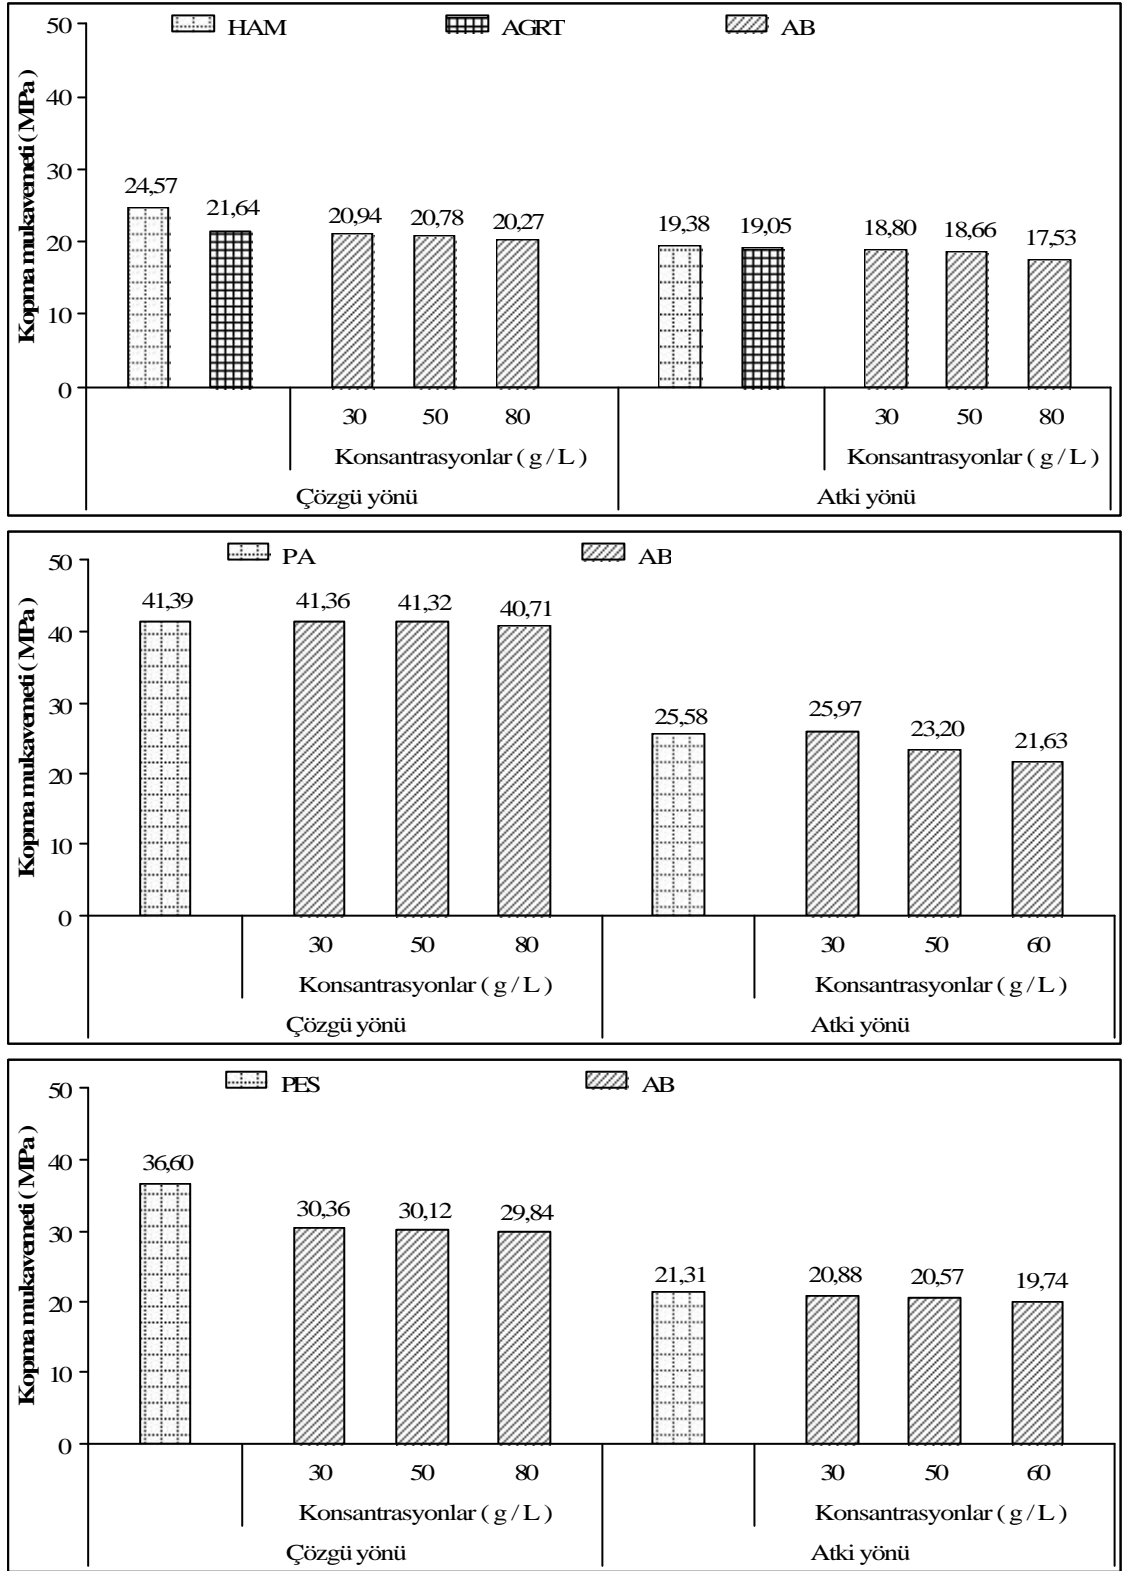 HAM AGRT AB
Kopma mukavemeti ( MPa )
50
40
30
20
10
0
24,57 21,64 20,94 20,78 20,27 19,38 19,05 18,80 18,66 17,53
30 50 80 30 50 80
Konsantrasyonlar ( g / L ) Konsantrasyonlar ( g / L )
Çözgü yönü Atki yönü
PA AB
Kopma mukavemeti ( MPa )
50
40
30
20
10
0
41,39 41,36 41,32 40,71 25,58 25,97 23,20 21,63
30 50 80 30 50 60
Konsantrasyonlar ( g / L ) Konsantrasyonlar ( g / L )
Çözgü yönü Atki yönü
PES AB
Kopma mukavemeti ( MPa )
50
40
30
20
10
0
36,60 30,36 30,12 29,84 21,31 20,88 20,57 19,74
30 50 80 30 50 60
Konsantrasyonlar ( g / L ) Konsantrasyonlar ( g / L )
Çözgü yönü Atki yönü